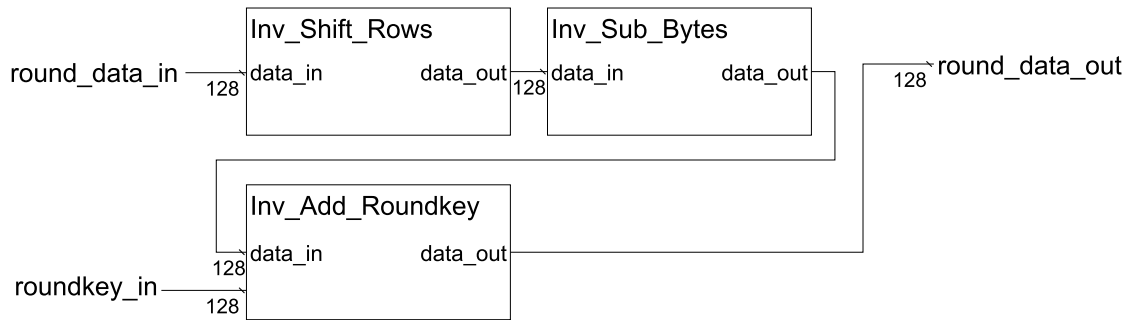 Inv_Shift_Rows
Inv_Sub_Bytes
round_data_in
data_in
data_out
data_in
data_out
round_data_out
128
128
128
Inv_Add_Roundkey
data_in
data_out
128
roundkey_in
128